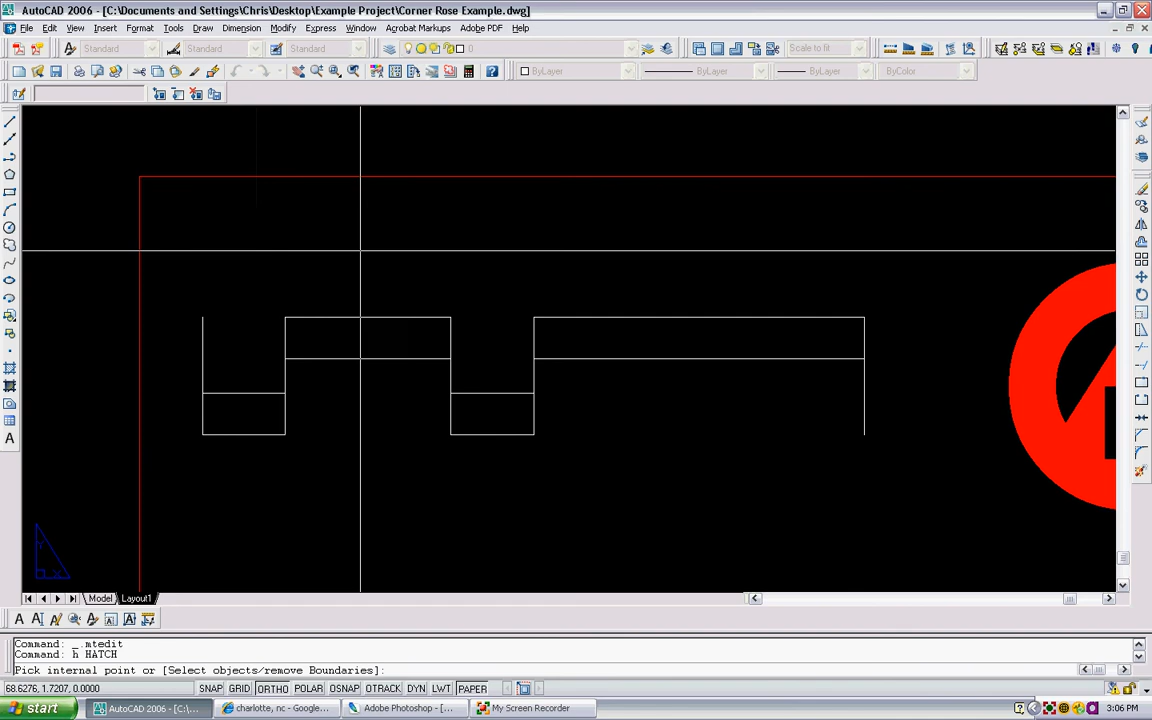 AutoCAD 2006 - [C:\Documents and Settings\Chris\Desktop\Example Project\Corner Rose Example.dwg]
File Edit View Insert Format Tools Draw Dimension Modify Express Window Acrobat Markups Adobe PDF Help
Standard Standard Standard 0 Scale to fit
ByLayer ByLayer ByLayer ByColor
Model Layout1
Command: _.mtedit
Command: h HATCH
Pick internal point or [Select objects/remove Boundaries]:
68.6276, 1.7207, 0.0000 SNAP GRID ORTHO POLAR OSNAP OTRACK DYN LWT PAPER
start AutoCAD 2006 - [C:\... charlotte, nc - Google... Adobe Photoshop - [... My Screen Recorder 3:06 PM